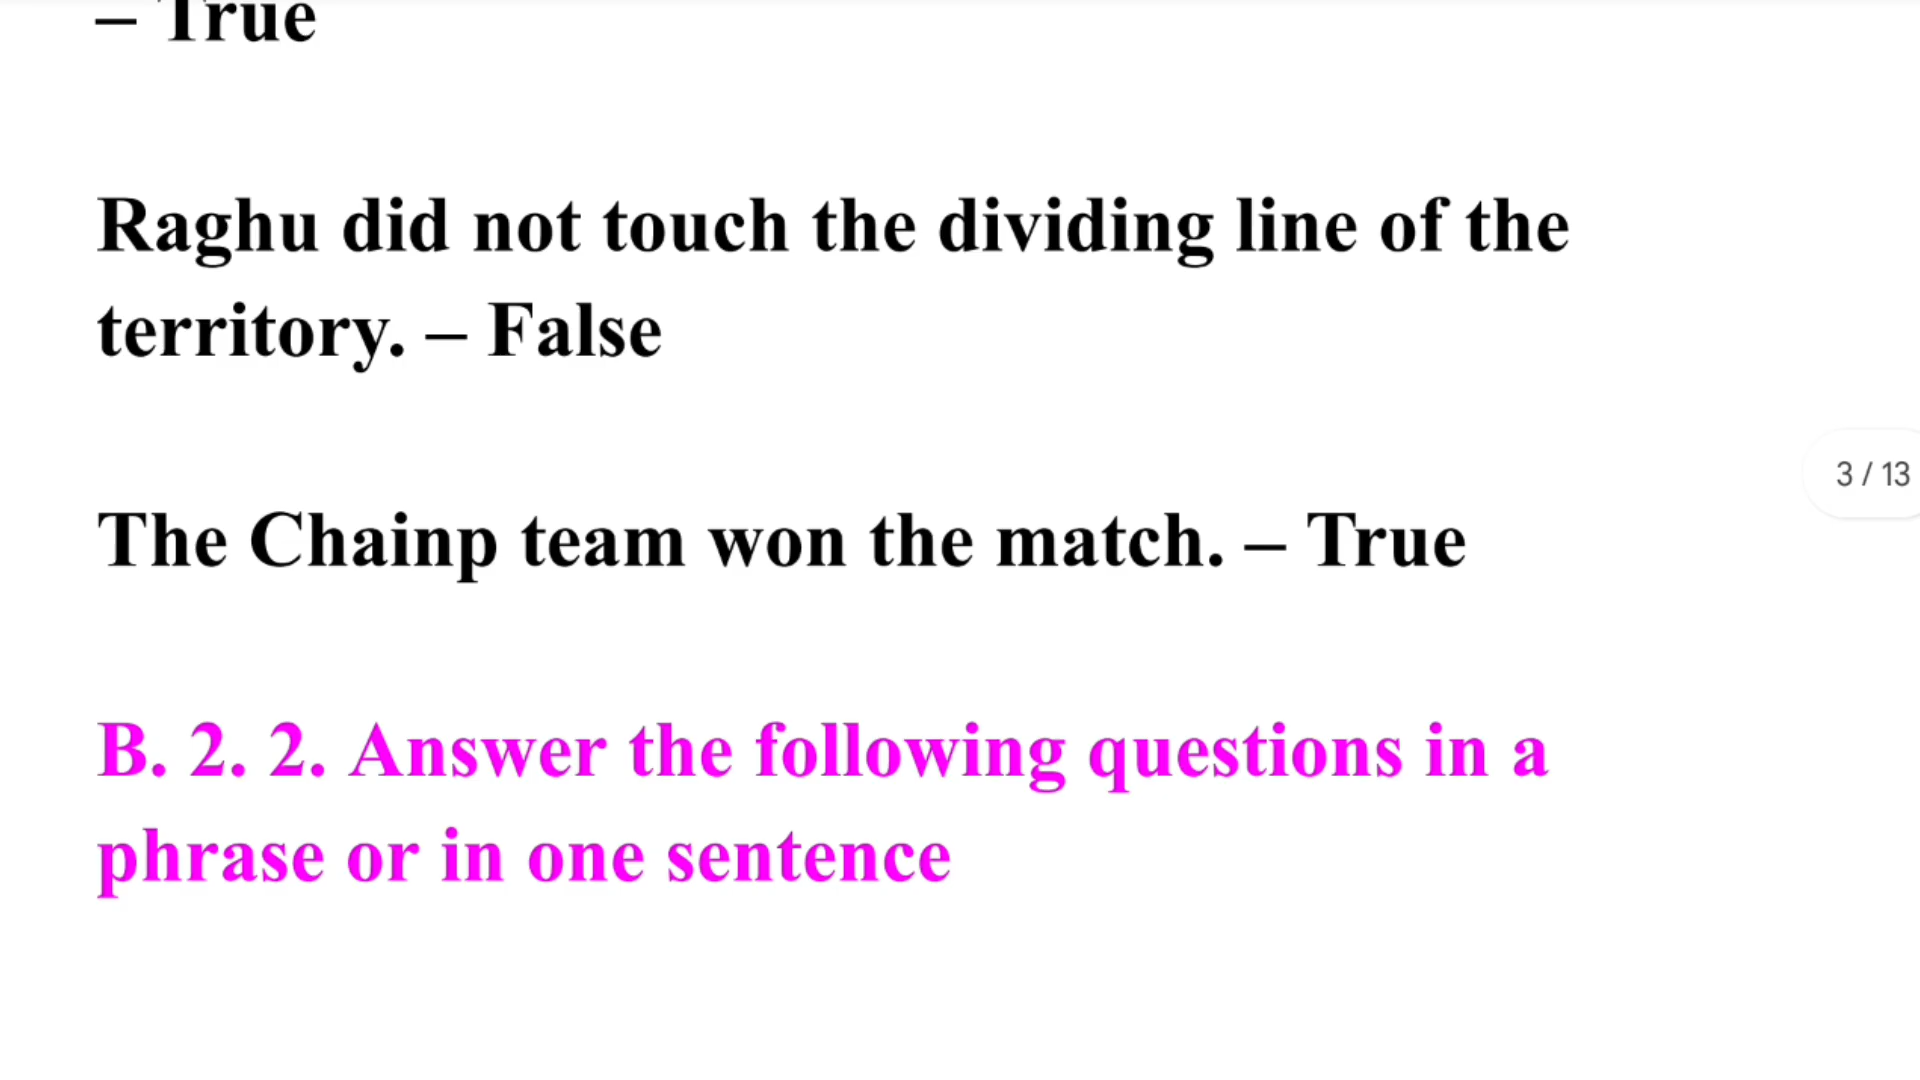 – True
Raghu did not touch the dividing line of the
territory. – False
3 / 13
The Chainp team won the match. – True
B. 2. 2. Answer the following questions in a
phrase or in one sentence